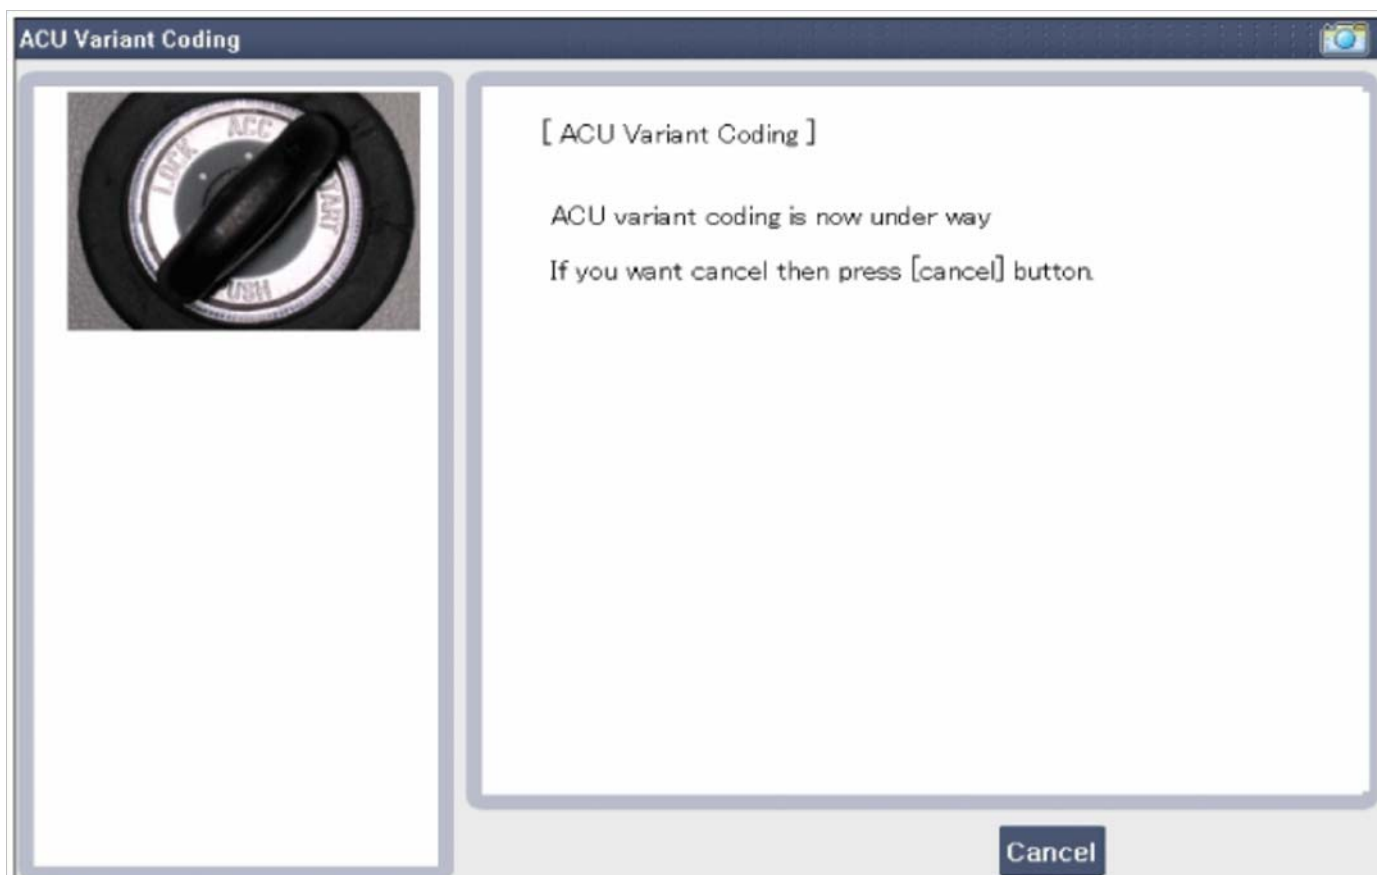 ACU Variant Coding
ACC
LOCK
PUSH
[ ACU Variant Coding ]
ACU variant coding is now under way
If you want cancel then press [cancel] button.
Cancel